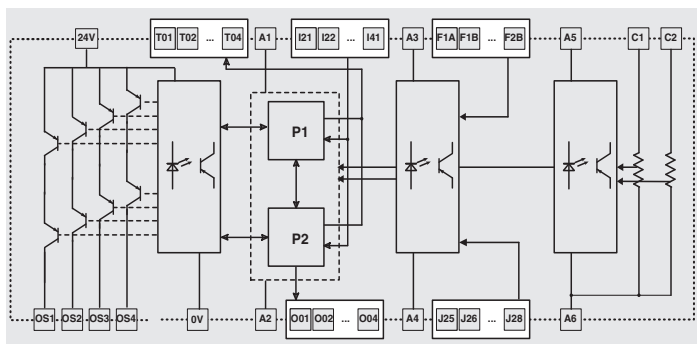 24V T01 T02 ... T04 A1 I21 I22 ... I41 A3 F1A F1B ... F2B A5 C1 C2
P1
P2
OS1 OS2 OS3 OS4 0V A2 O01 O02 ... O04 A4 J25 J26 ... J28 A6